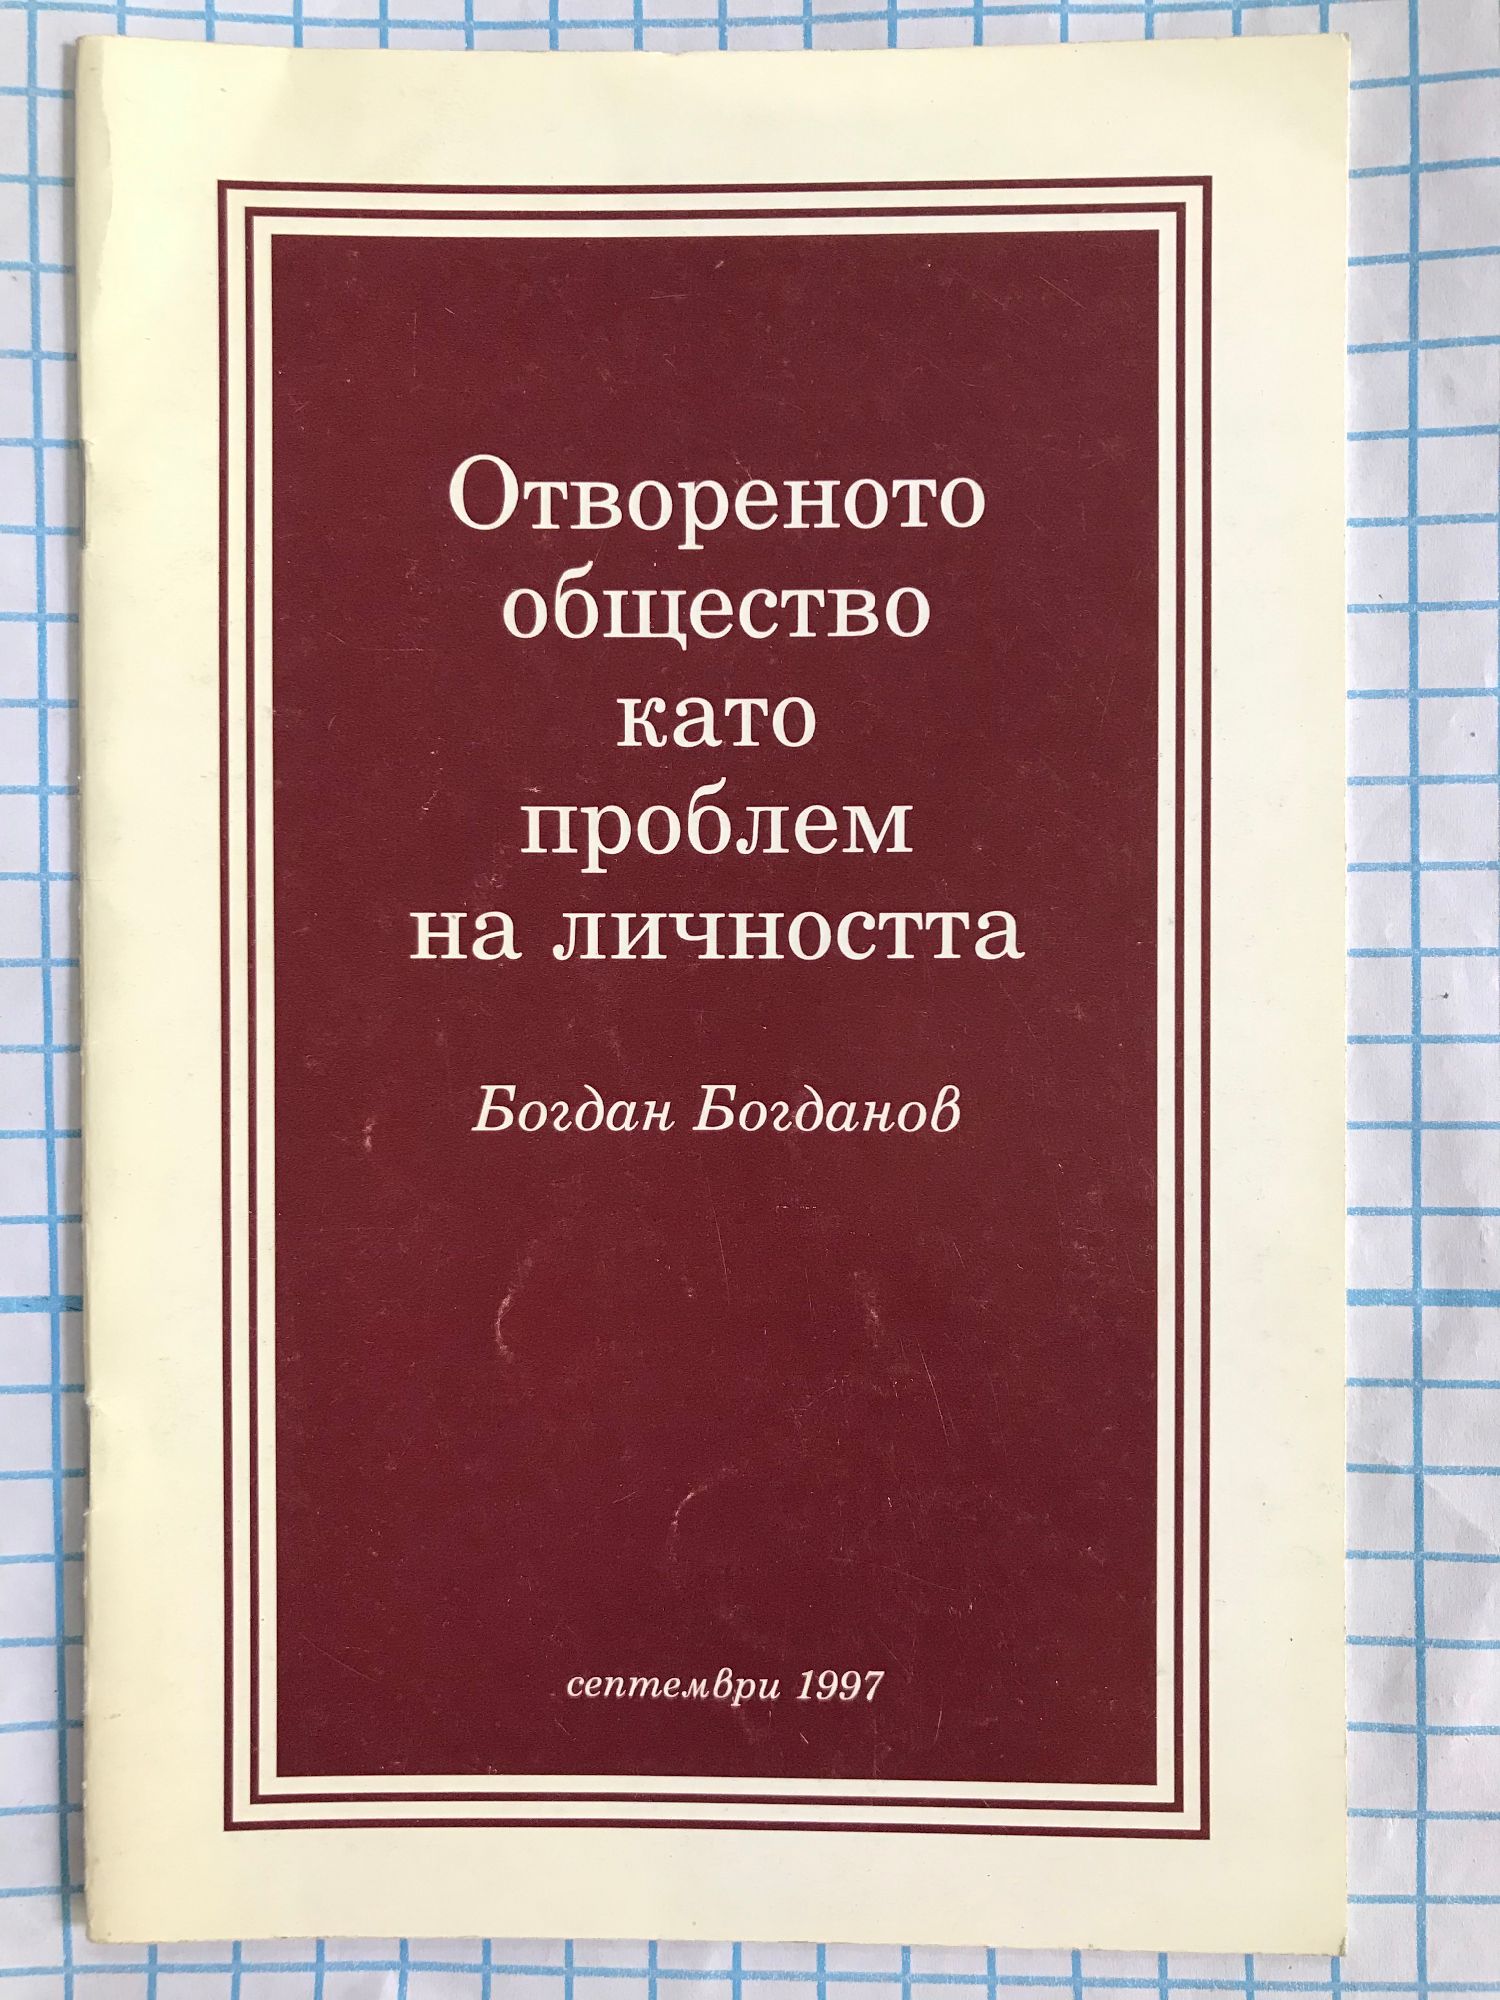 Отвореното
общество
като
проблем
на личността
Богдан Богданов
септември 1997